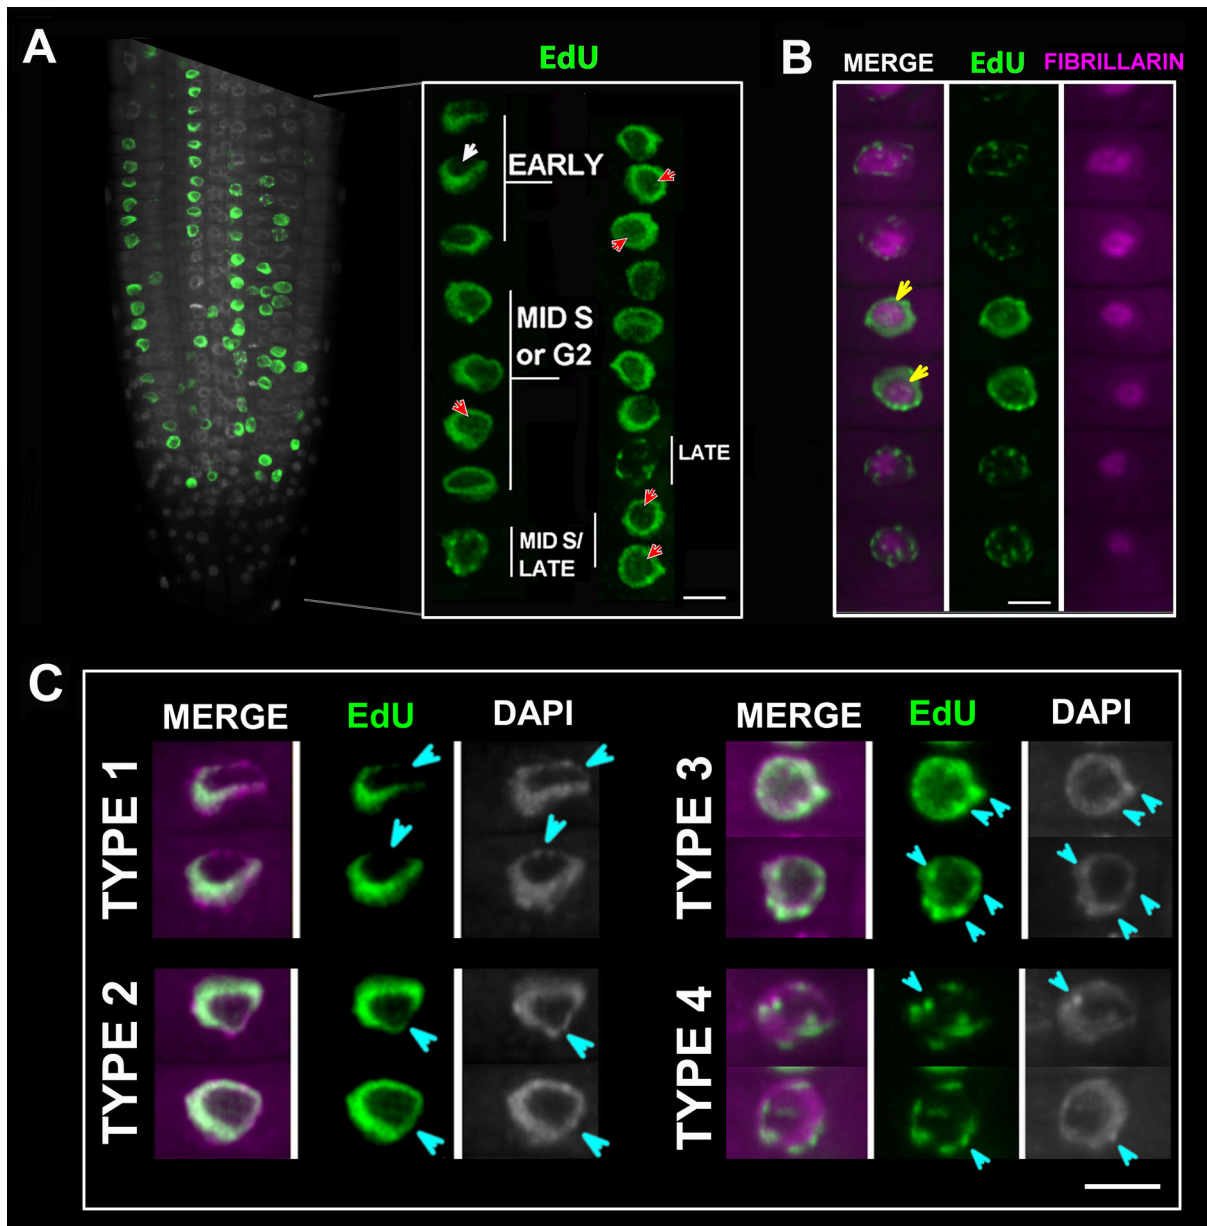 A
EdU
EARLY
MID S
or G2
MID S/
LATE
LATE
B
MERGE EdU FIBRILLARIN
C
MERGE EdU DAPI
TYPE 1
TYPE 2
MERGE EdU DAPI
TYPE 3
TYPE 4